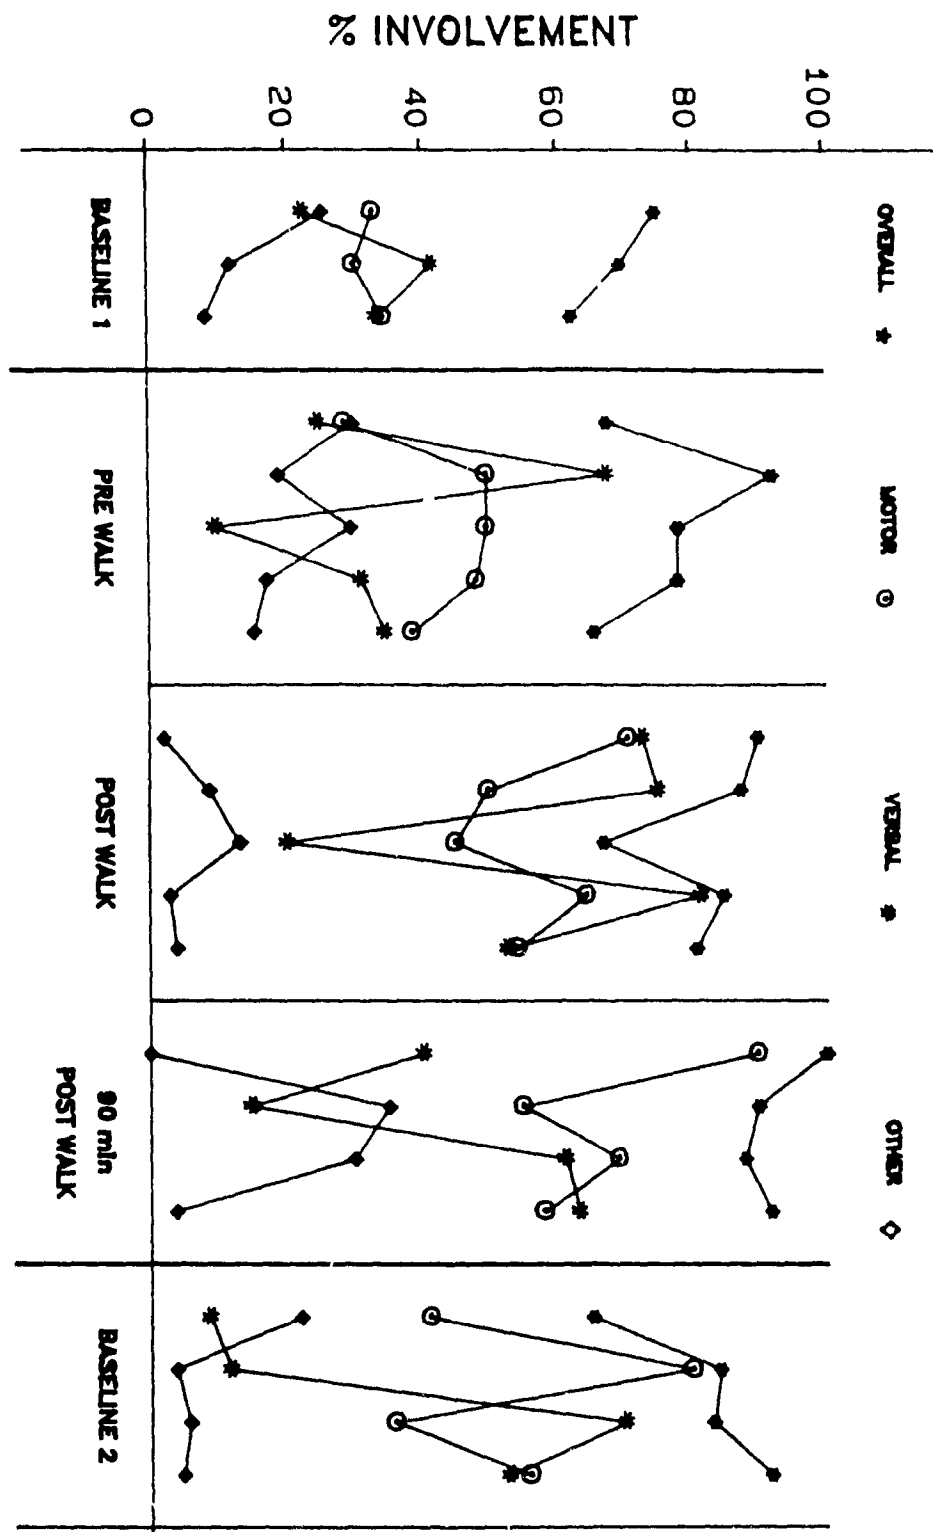 % INVOLVEMENT
100
80
60
40
20
0
OVERALL
MOTOR
VERBAL
OTHER
BASELINE 1
PRE WALK
POST WALK
90 min
POST WALK
BASELINE 2